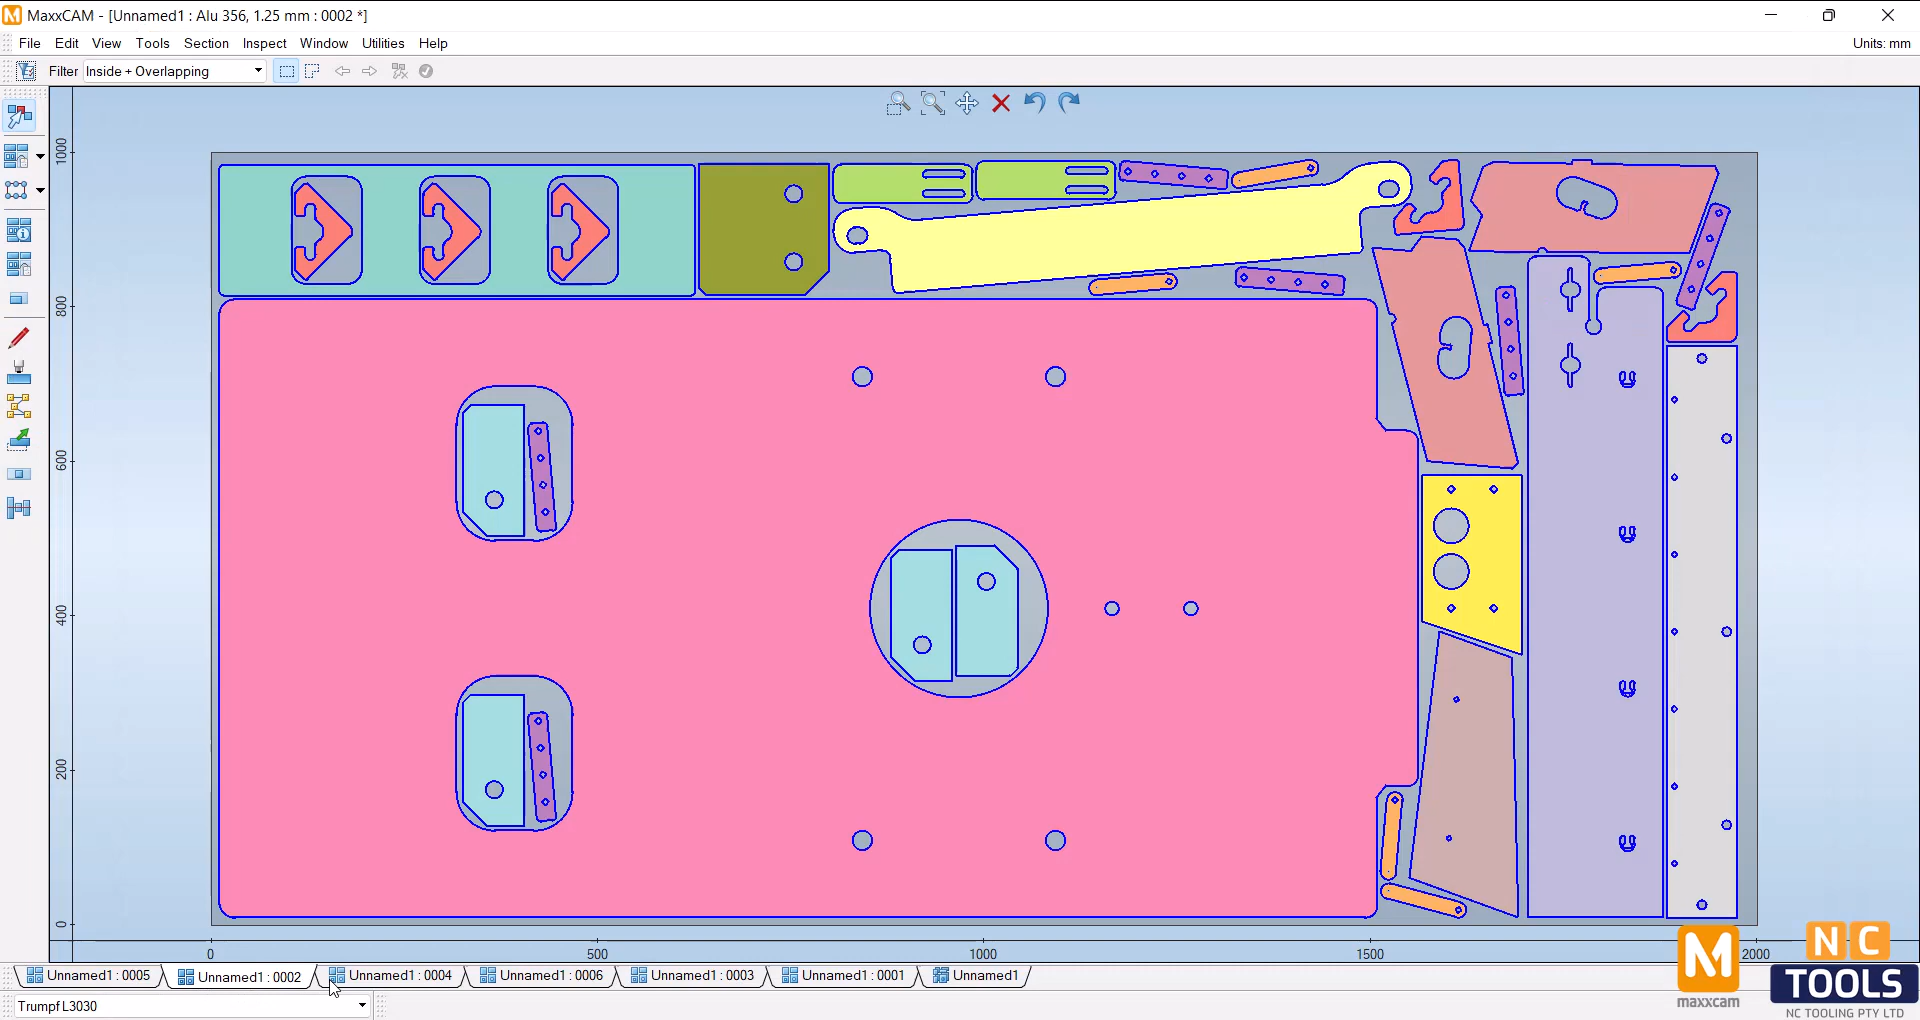 MaxxCAM - [Unnamed1 : Alu 356, 1.25 mm : 0002 *]
File Edit View Tools Section Inspect Window Utilities Help Units: mm
Filter Inside + Overlapping
1000
800
600
400
200
0
0 500 1000 1500 2000
Unnamed1 : 0005 Unnamed1 : 0002 Unnamed1 : 0004 Unnamed1 : 0006 Unnamed1 : 0003 Unnamed1 : 0001 Unnamed1
Trumpf L3030
M
maxxcam
NC
TOOLS
NC TOOLING PTY LTD